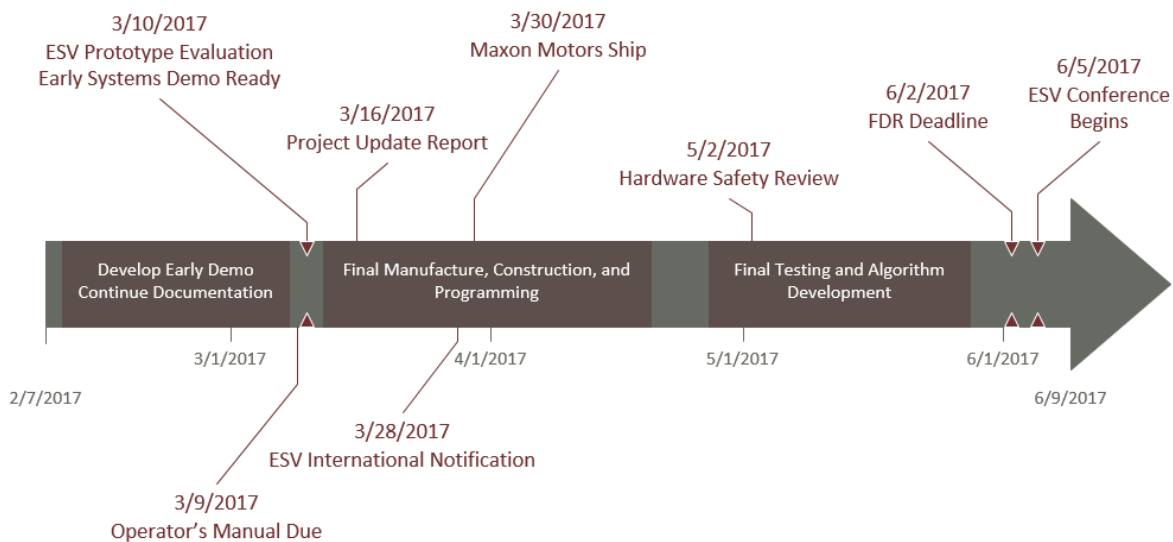 3/10/2017
ESV Prototype Evaluation
Early Systems Demo Ready
3/16/2017
Project Update Report
3/30/2017
Maxon Motors Ship
5/2/2017
Hardware Safety Review
6/2/2017
FDR Deadline
6/5/2017
ESV Conference
Begins
Develop Early Demo
Continue Documentation
Final Manufacture, Construction, and
Programming
Final Testing and Algorithm
Development
2/7/2017
3/1/2017
4/1/2017
5/1/2017
6/1/2017
6/9/2017
3/9/2017
Operator’s Manual Due
3/28/2017
ESV International Notification